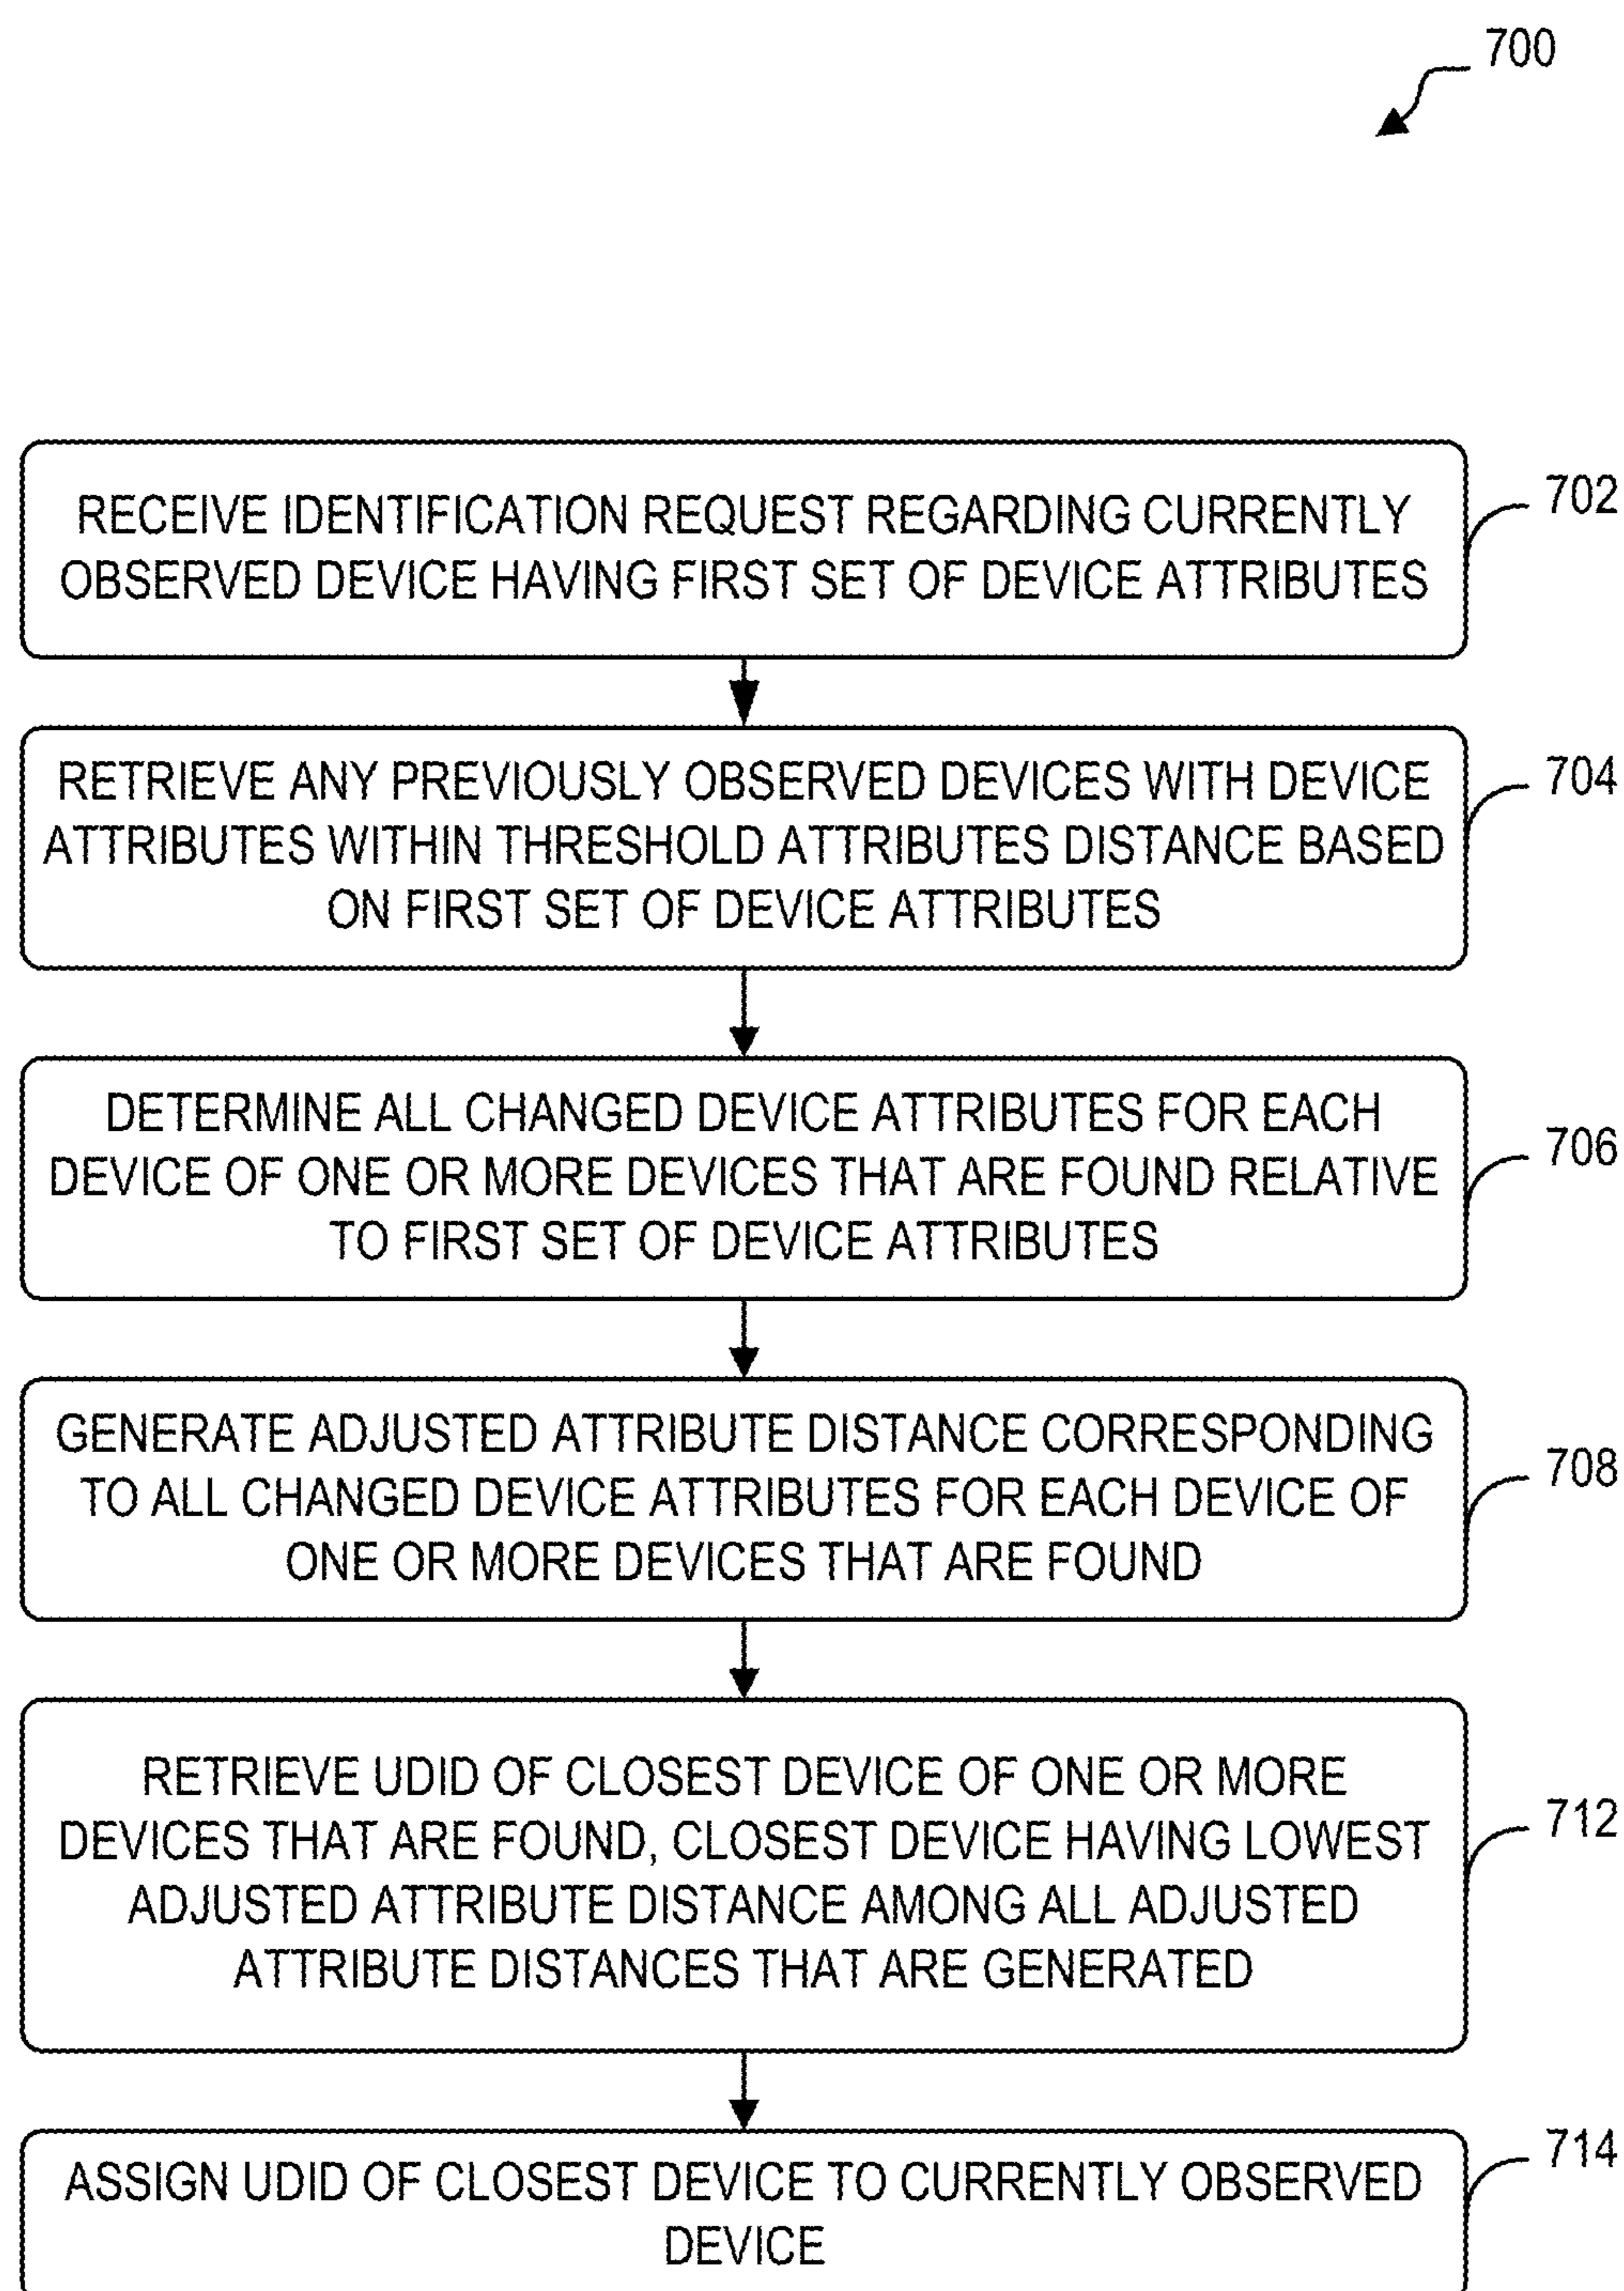 700
RECEIVE IDENTIFICATION REQUEST REGARDING CURRENTLY
OBSERVED DEVICE HAVING FIRST SET OF DEVICE ATTRIBUTES
702
RETRIEVE ANY PREVIOUSLY OBSERVED DEVICES WITH DEVICE
ATTRIBUTES WITHIN THRESHOLD ATTRIBUTES DISTANCE BASED
ON FIRST SET OF DEVICE ATTRIBUTES
704
DETERMINE ALL CHANGED DEVICE ATTRIBUTES FOR EACH
DEVICE OF ONE OR MORE DEVICES THAT ARE FOUND RELATIVE
TO FIRST SET OF DEVICE ATTRIBUTES
706
GENERATE ADJUSTED ATTRIBUTE DISTANCE CORRESPONDING
TO ALL CHANGED DEVICE ATTRIBUTES FOR EACH DEVICE OF
ONE OR MORE DEVICES THAT ARE FOUND
708
RETRIEVE UDID OF CLOSEST DEVICE OF ONE OR MORE
DEVICES THAT ARE FOUND, CLOSEST DEVICE HAVING LOWEST
ADJUSTED ATTRIBUTE DISTANCE AMONG ALL ADJUSTED
ATTRIBUTE DISTANCES THAT ARE GENERATED
712
ASSIGN UDID OF CLOSEST DEVICE TO CURRENTLY OBSERVED
DEVICE
714